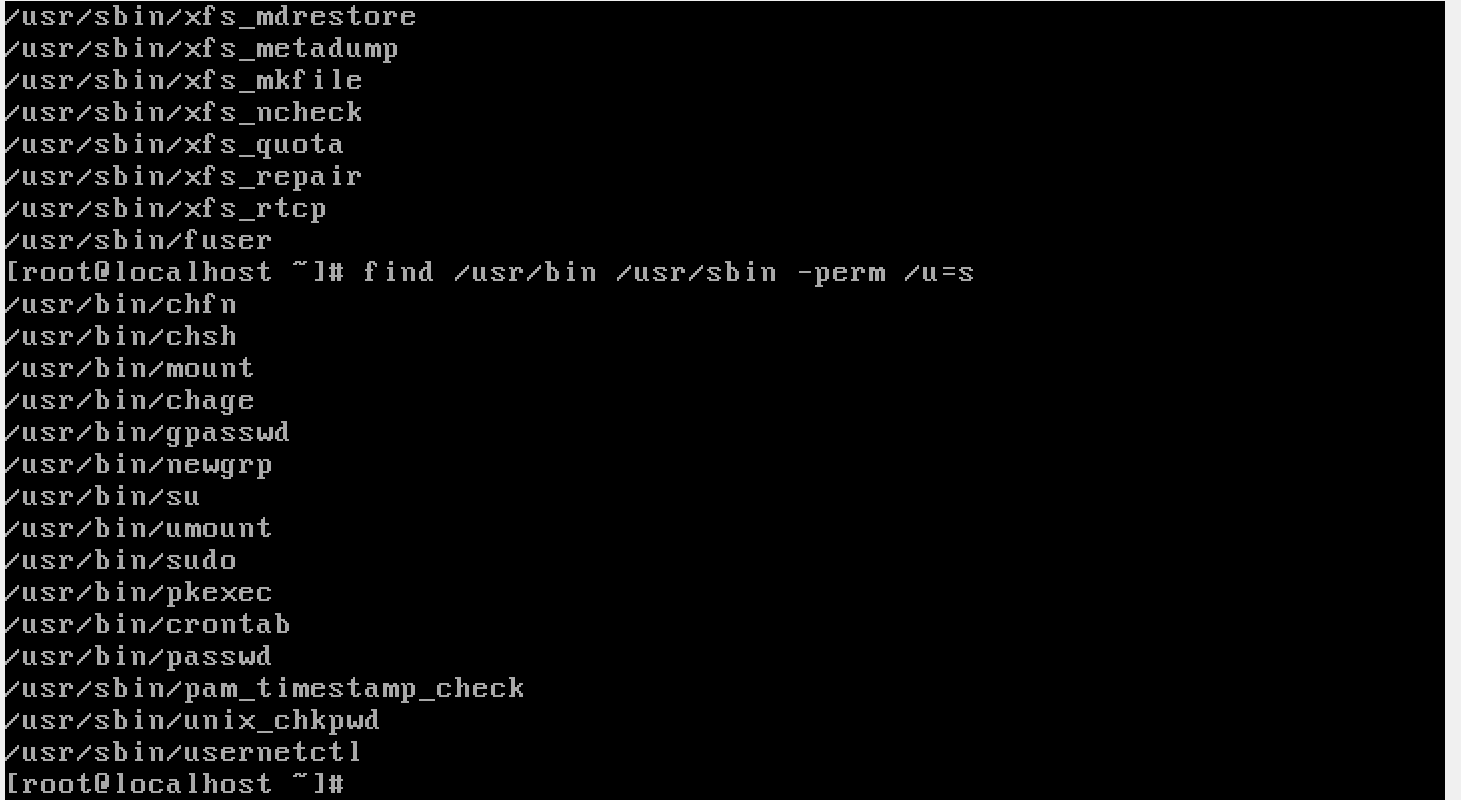 /usr/sbin/xfs_mdrestore
/usr/sbin/xfs_metadump
/usr/sbin/xfs_mkfile
/usr/sbin/xfs_ncheck
/usr/sbin/xfs_quota
/usr/sbin/xfs_repair
/usr/sbin/xfs_rtcp
/usr/sbin/fuser
[root@localhost ~]# find /usr/bin /usr/sbin -perm /u=s
/usr/bin/chfn
/usr/bin/chsh
/usr/bin/mount
/usr/bin/chage
/usr/bin/gpasswd
/usr/bin/newgrp
/usr/bin/su
/usr/bin/umount
/usr/bin/sudo
/usr/bin/pkexec
/usr/bin/crontab
/usr/bin/passwd
/usr/sbin/pam_timestamp_check
/usr/sbin/unix_chkpwd
/usr/sbin/usernetctl
[root@localhost ~]#